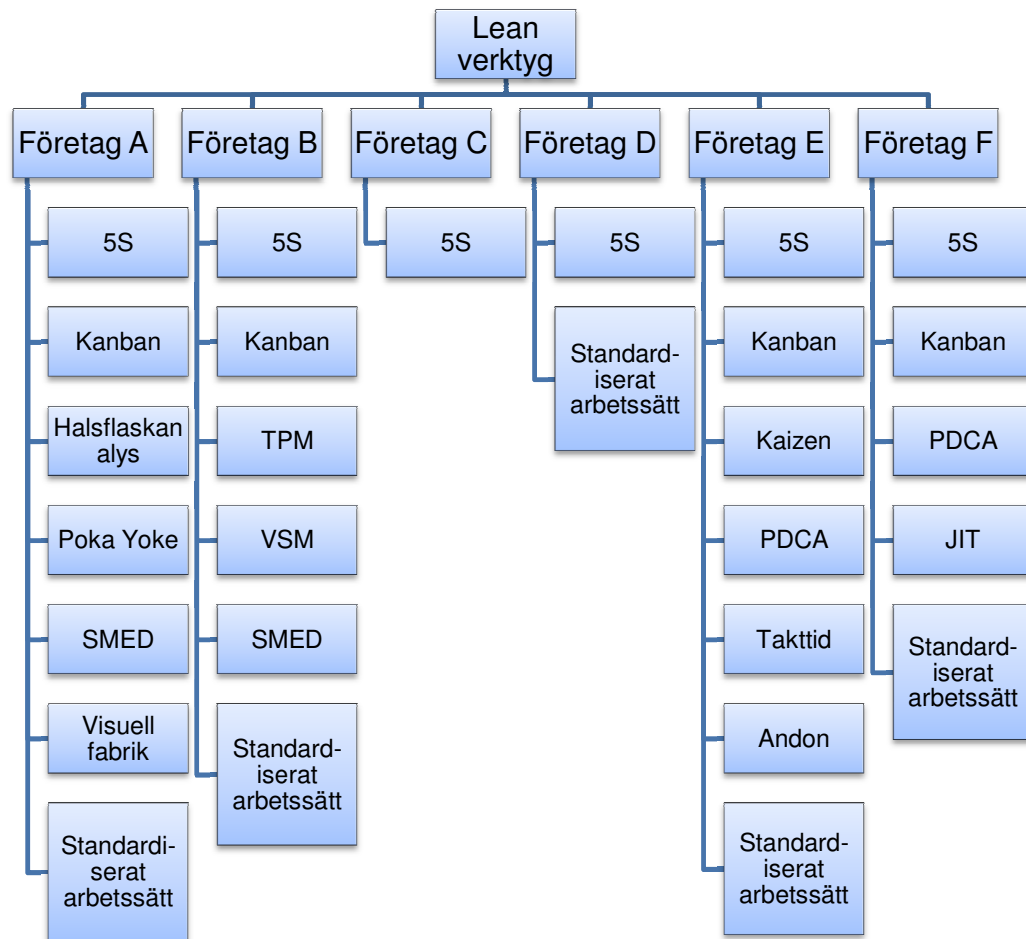 Lean
verktyg
Företag A
5S
Kanban
Halsflaskan
alys
Poka Yoke
SMED
Visuell
fabrik
Standardi-
serat
arbetssätt
Företag B
5S
Kanban
TPM
VSM
SMED
Standard-
iserat
arbetssätt
Företag C
5S
Företag D
5S
Standard-
iserat
arbetssätt
Företag E
5S
Kanban
Kaizen
PDCA
Takttid
Andon
Standard-
iserat
arbetssätt
Företag F
5S
Kanban
PDCA
JIT
Standard-
iserat
arbetssätt